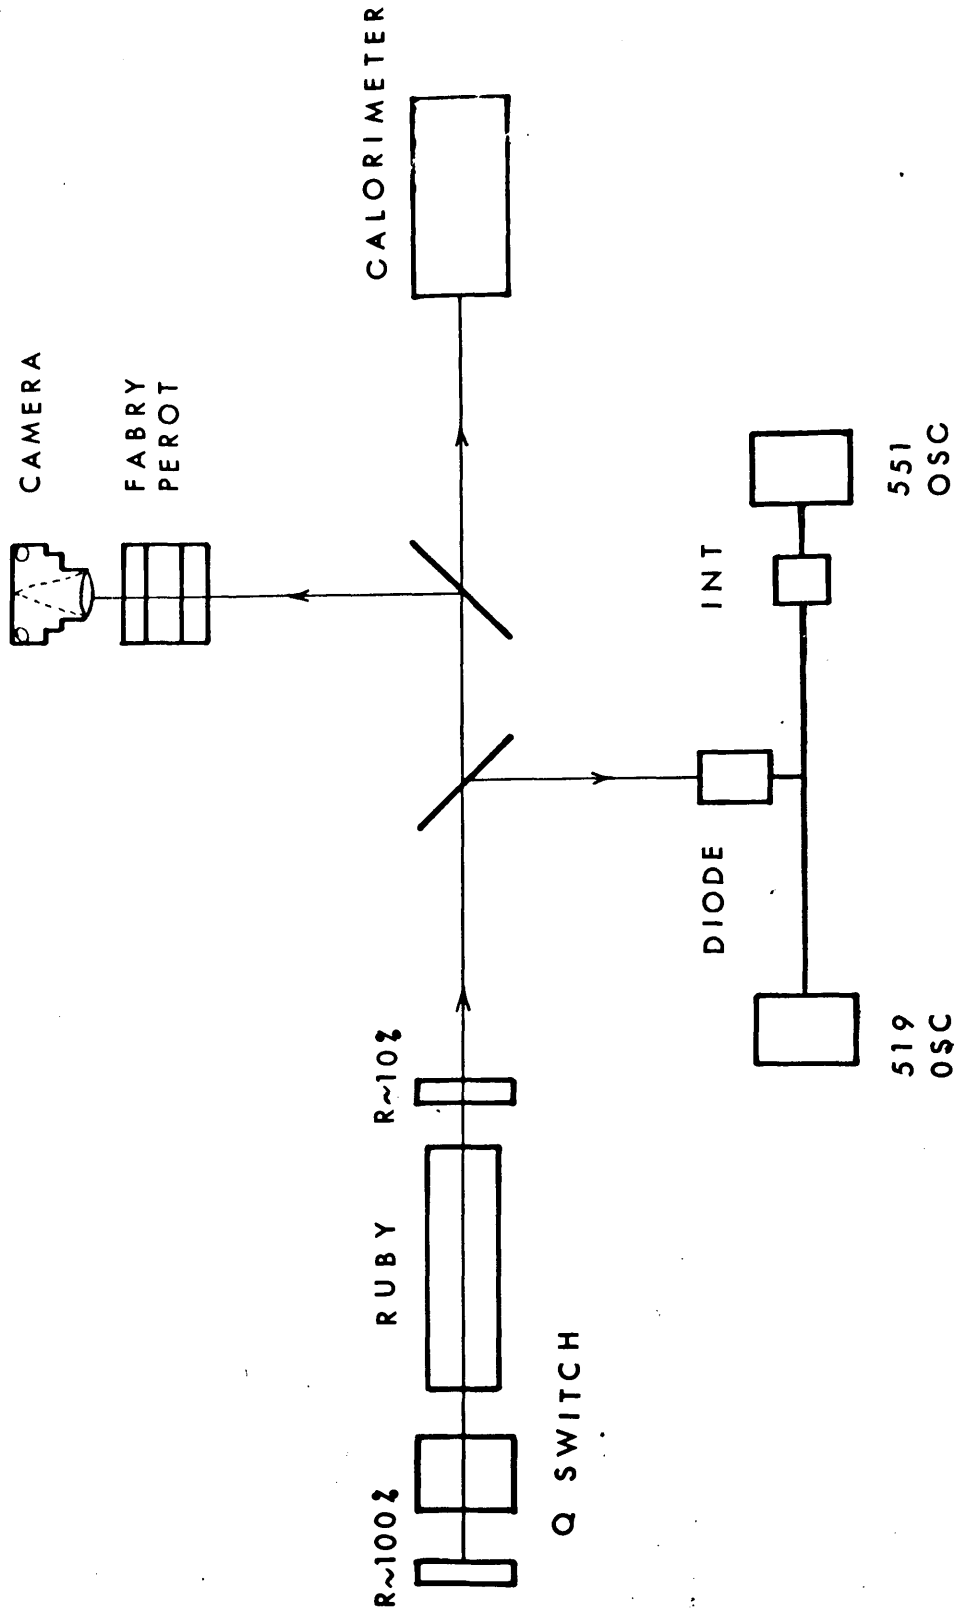 CAMERA
FABRY
PEROT
CALORIMETER
R~100%
RUBY
R~10%
Q SWITCH
DIODE
INT
519
OSC
551
OSC